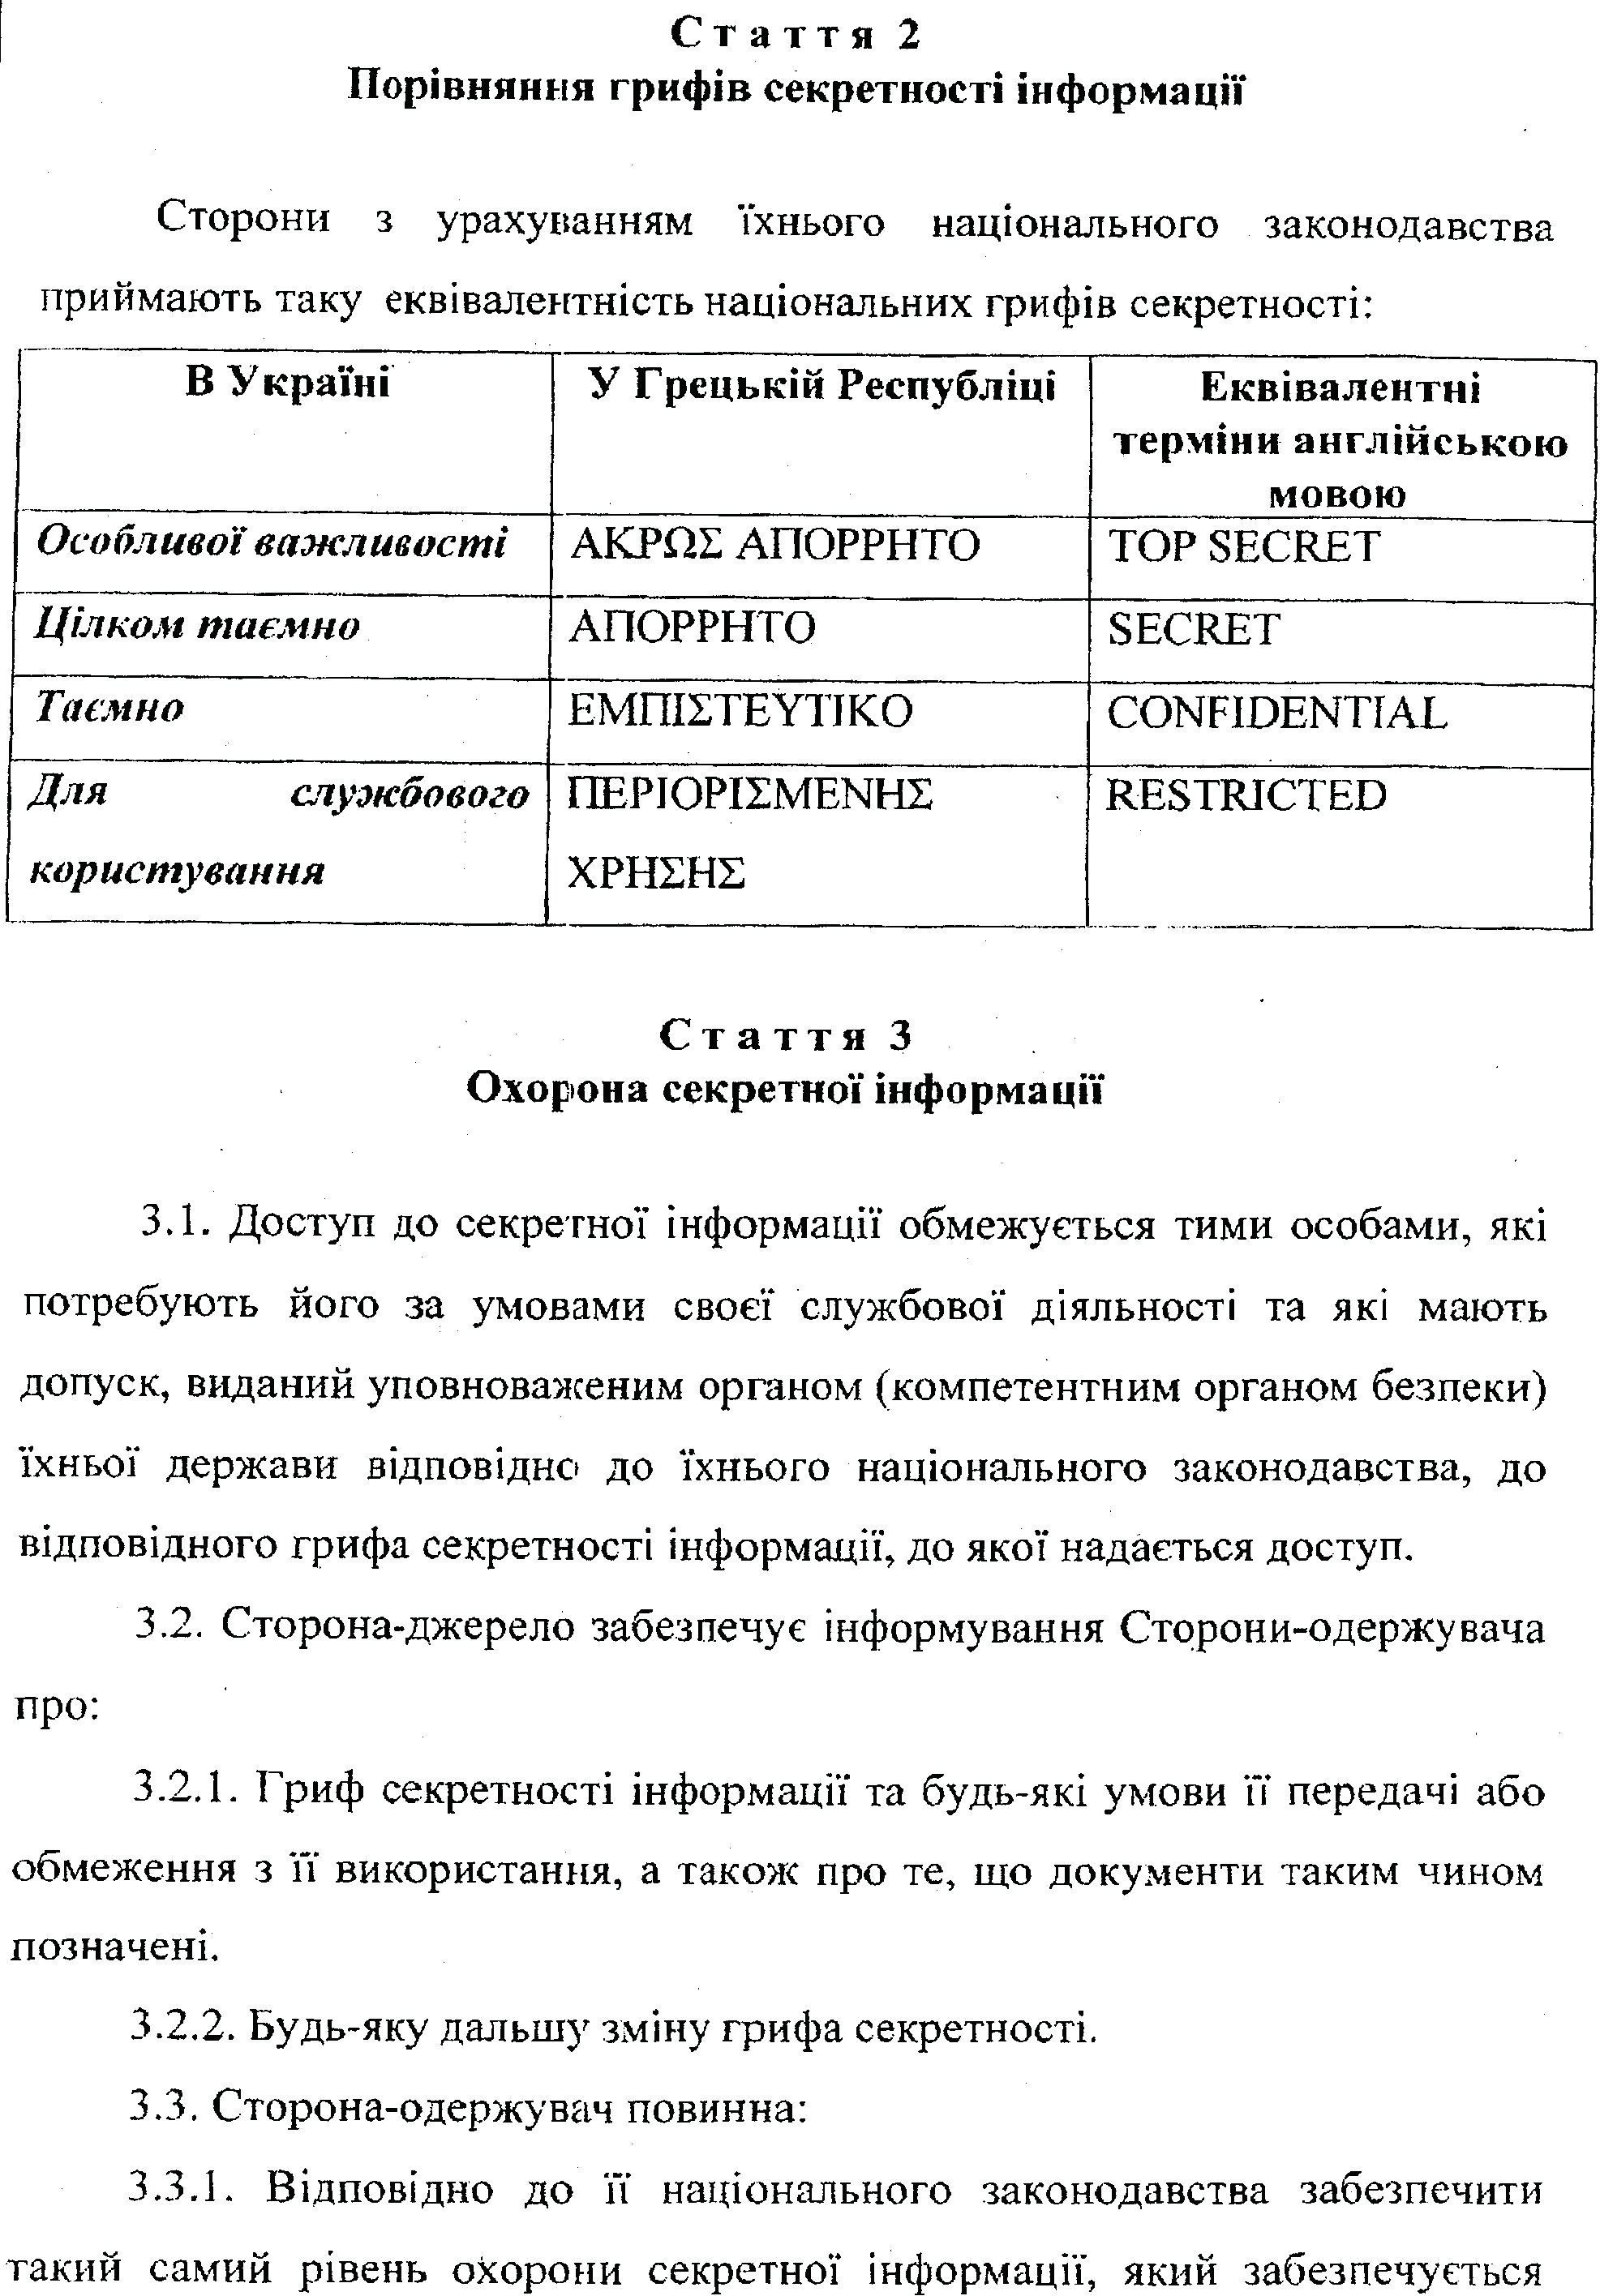 Стаття 2
Порівняння грифів секретності інформації
Сторони з урахуванням їхнього національного законодавства
приймають таку еквівалентність національних грифів секретності:
В Україні
У Грецькій Республіці
Еквівалентні
терміни англійською
мовою
Особливої важливості
ΑΚΡΩΣ ΑΠΟΡΡΗΤΟ
TOP SECRET
Цілком таємно
ΑΠΟΡΡΗΤΟ
SECRET
Таємно
ΕΜΠΙΣΤΕΥΤΙΚΟ
CONFIDENTIAL
Для службового
користування
ΠΕΡΙΟΡΙΣΜΕΝΗΣ
ΧΡΗΣΗΣ
RESTRICTED
Стаття 3
Охорона секретної інформації
3.1. Доступ до секретної інформації обмежується тими особами, які
потребують його за умовами своєї службової діяльності та які мають
допуск, виданий уповноваженим органом (компетентним органом безпеки)
їхньої держави відповідно до їхнього національного законодавства, до
відповідного грифа секретності інформації, до якої надається доступ.
3.2. Сторона-джерело забезпечує інформування Сторони-одержувача
про:
3.2.1. Гриф секретності інформації та будь-які умови її передачі або
обмеження з її використання, а також про те, що документи таким чином
позначені.
3.2.2. Будь-яку дальшу зміну грифа секретності.
3.3. Сторона-одержувач повинна:
3.3.1. Відповідно до її національного законодавства забезпечити
такий самий рівень охорони секретної інформації, який забезпечується